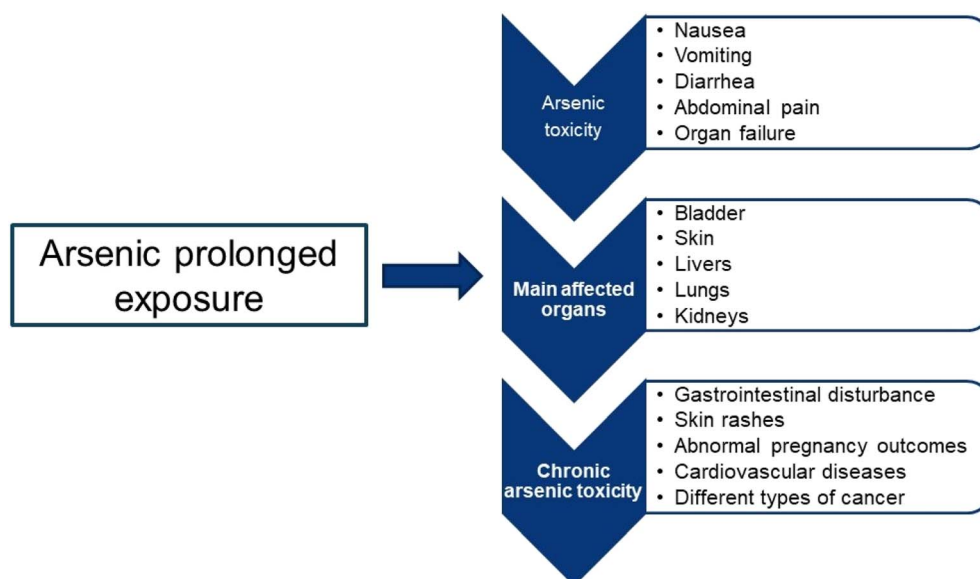 Arsenic prolonged
exposure
Arsenic
toxicity
• Nausea
• Vomiting
• Diarrhea
• Abdominal pain
• Organ failure
Main affected
organs
• Bladder
• Skin
• Livers
• Lungs
• Kidneys
Chronic
arsenic toxicity
• Gastrointestinal disturbance
• Skin rashes
• Abnormal pregnancy outcomes
• Cardiovascular diseases
• Different types of cancer